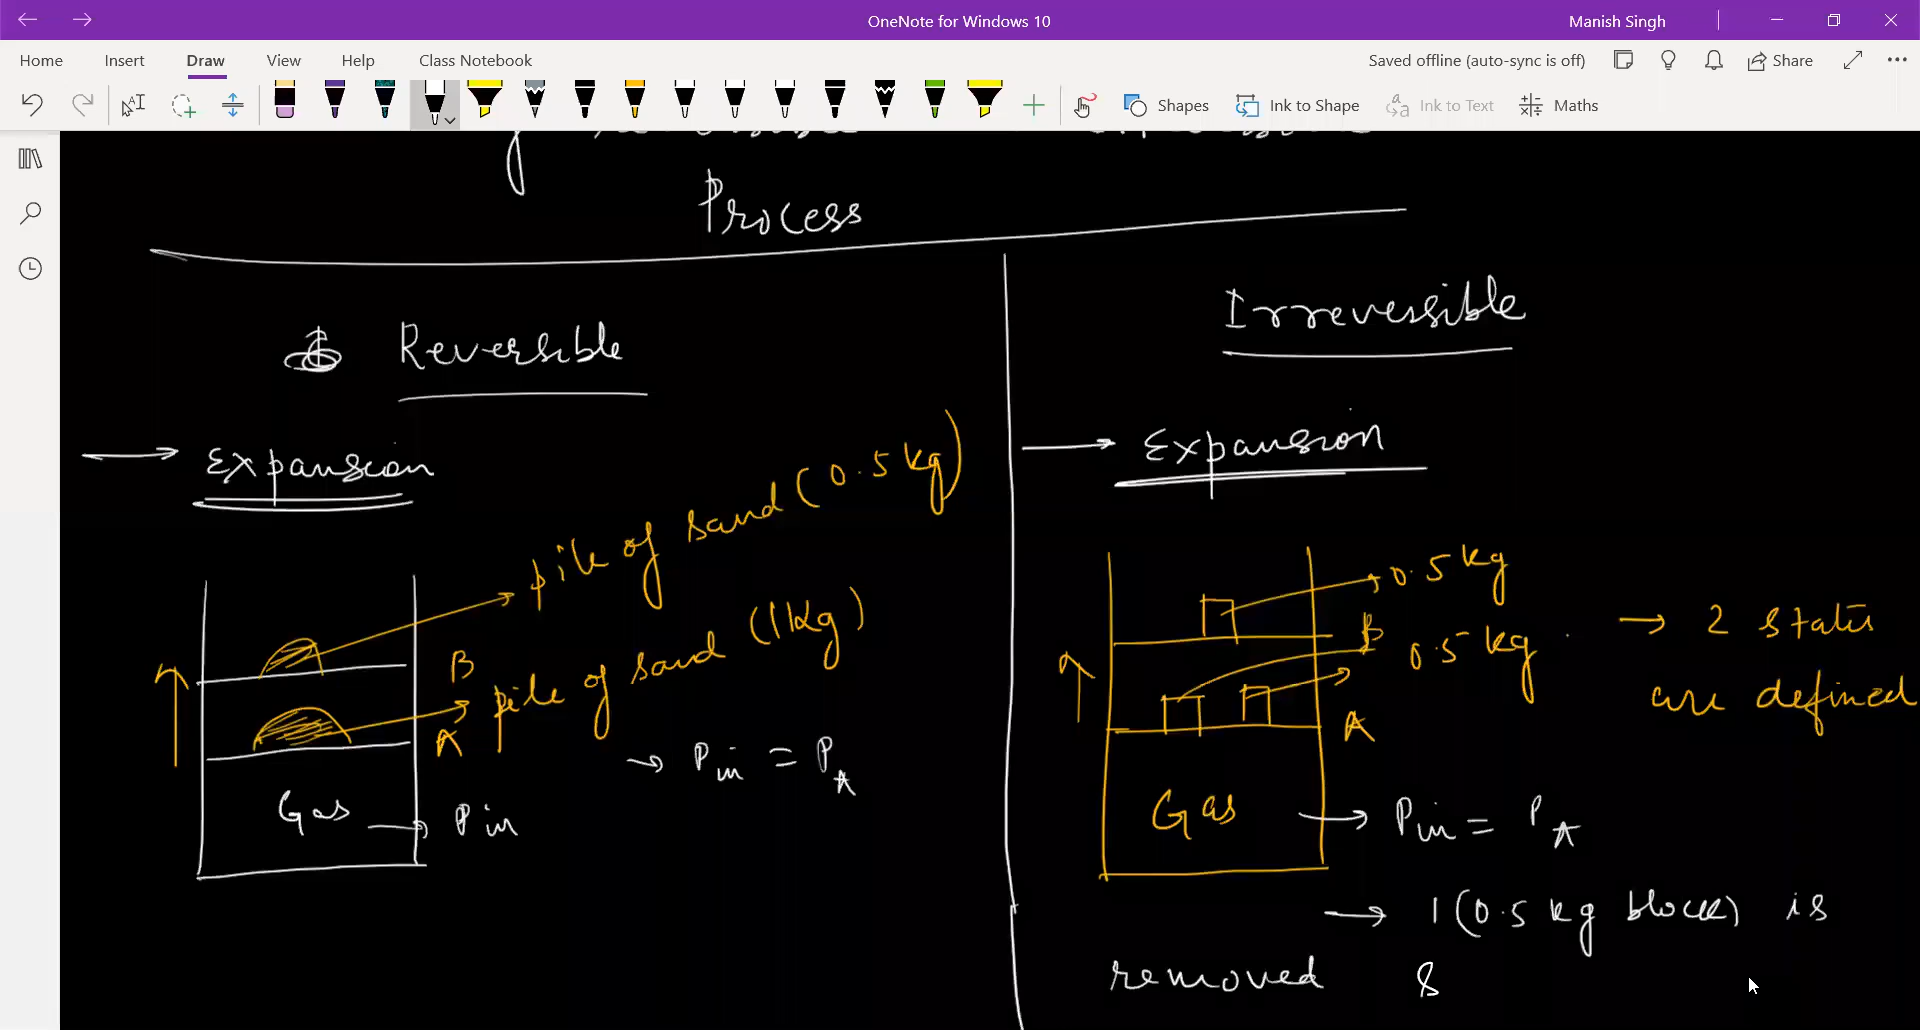 OneNote for Windows 10
Manish Singh
Home Insert Draw View Help Class Notebook
Saved offline (auto-sync is off) Share
Shapes Ink to Shape Ink to Text Maths
Process
Reversible
Expansion
pile of sand (0.5 kg)
pile of sand (1kg)
B
A
Pin = PA
Gas
Pin
Irreversible
Expansion
0.5 kg
B
0.5 kg
A
2 states
are defined
Gas
Pin = PA
1 (0.5 kg block) is
removed &